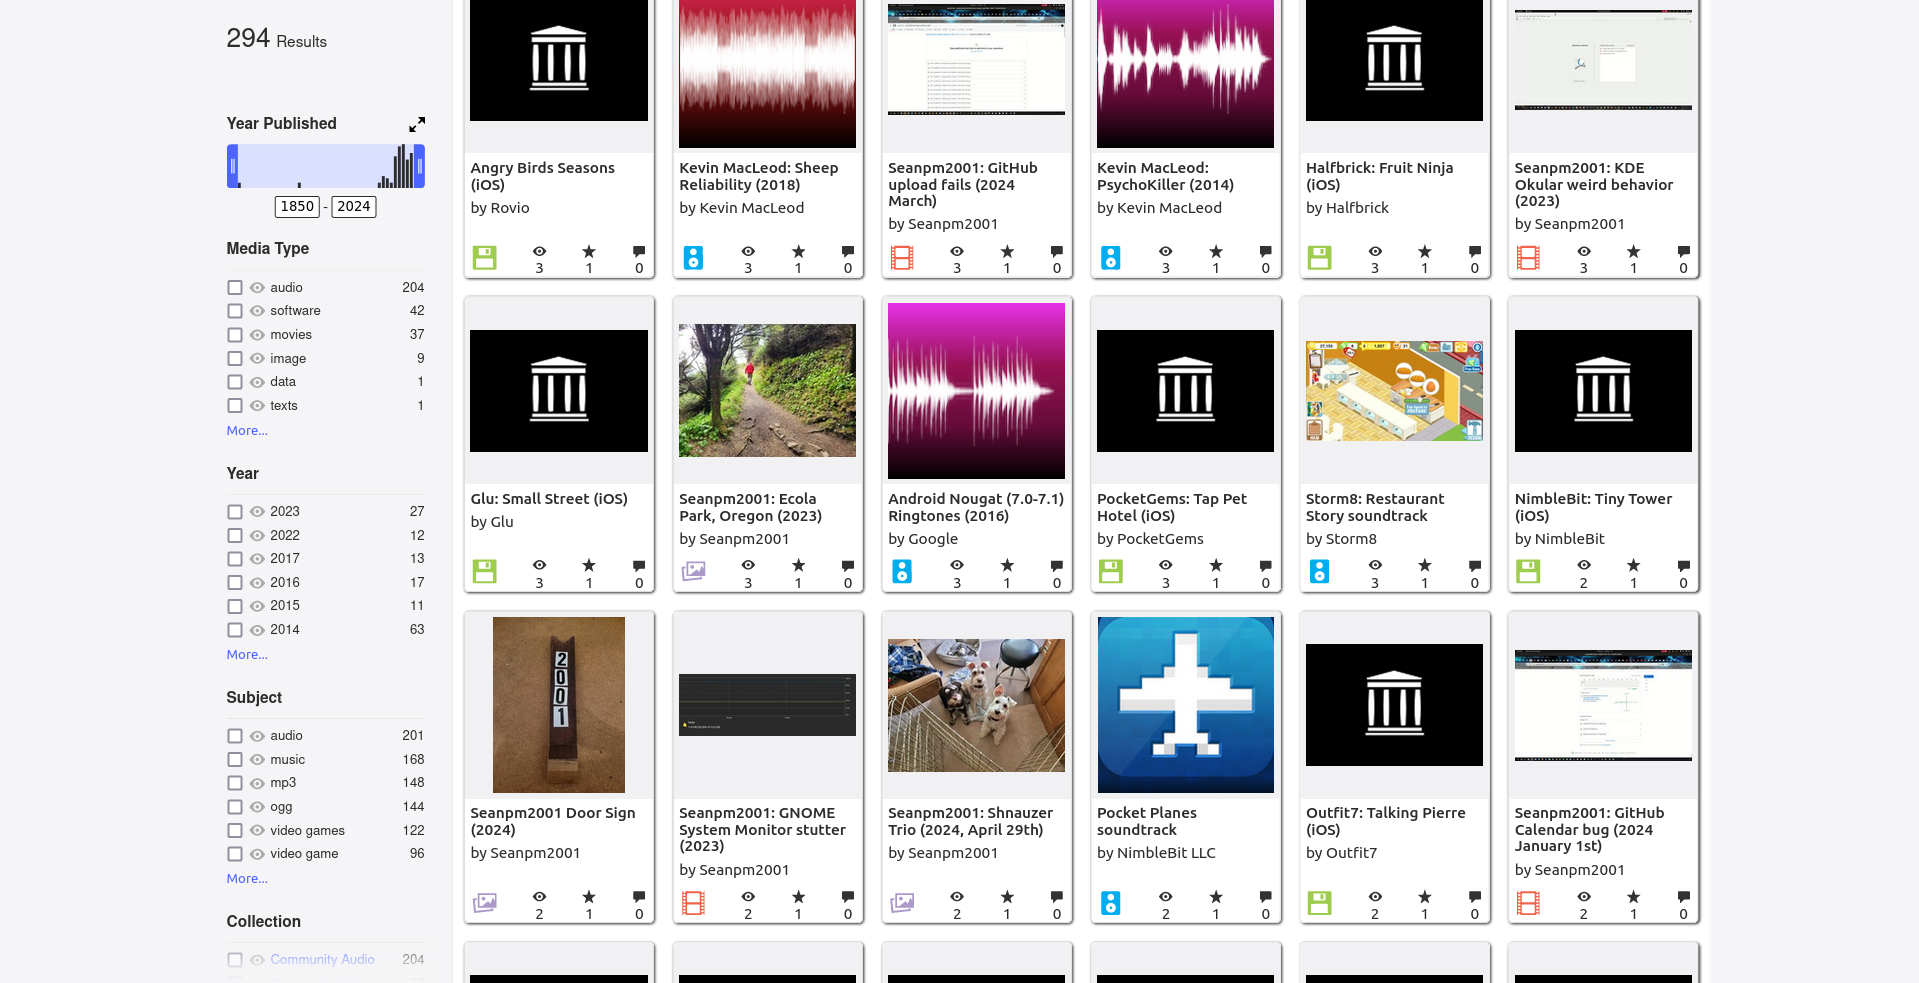 294 Results
Year Published
1850 - 2024
Media Type
audio 204
software 42
movies 37
image 9
data 1
texts 1
More...
Year
2023 27
2022 12
2017 13
2016 17
2015 11
2014 63
More...
Subject
audio 201
music 168
mp3 148
ogg 144
video games 122
video game 96
More...
Collection
Community Audio 204
Angry Birds Seasons
(iOS)
by Rovio
3 1 0
Kevin MacLeod: Sheep
Reliability (2018)
by Kevin MacLeod
3 1 0
Seanpm2001: GitHub
upload fails (2024
March)
by Seanpm2001
3 1 0
Kevin MacLeod:
PsychoKiller (2014)
by Kevin MacLeod
3 1 0
Halfbrick: Fruit Ninja
(iOS)
by Halfbrick
3 1 0
Seanpm2001: KDE
Okular weird behavior
(2023)
by Seanpm2001
3 1 0
Glu: Small Street (iOS)
by Glu
3 1 0
Seanpm2001: Ecola
Park, Oregon (2023)
by Seanpm2001
3 1 0
Android Nougat (7.0-7.1)
Ringtones (2016)
by Google
3 1 0
PocketGems: Tap Pet
Hotel (iOS)
by PocketGems
3 1 0
Storm8: Restaurant
Story soundtrack
by Storm8
3 1 0
NimbleBit: Tiny Tower
(iOS)
by NimbleBit
2 1 0
2001
Seanpm2001 Door Sign
(2024)
by Seanpm2001
2 1 0
Seanpm2001: GNOME
System Monitor stutter
(2023)
by Seanpm2001
2 1 0
Seanpm2001: Shnauzer
Trio (2024, April 29th)
by Seanpm2001
2 1 0
Pocket Planes
soundtrack
by NimbleBit LLC
2 1 0
Outfit7: Talking Pierre
(iOS)
by Outfit7
2 1 0
Seanpm2001: GitHub
Calendar bug (2024
January 1st)
by Seanpm2001
2 1 0